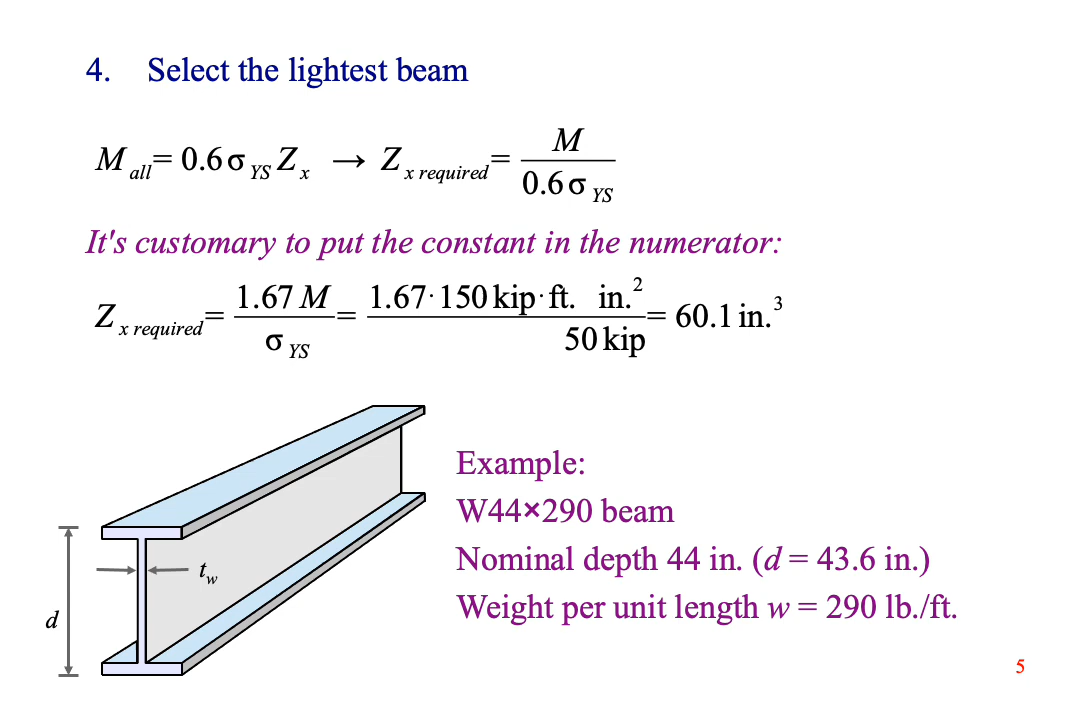 4. Select the lightest beam
M all = 0.6 σ YS Z x → Z x required = M / 0.6 σ YS
It's customary to put the constant in the numerator:
Z x required = 1.67 M / σ YS = 1.67·150 kip·ft. in.² / 50 kip = 60.1 in.³
Example:
W44×290 beam
Nominal depth 44 in. (d = 43.6 in.)
Weight per unit length w = 290 lb./ft.
t w
d
5